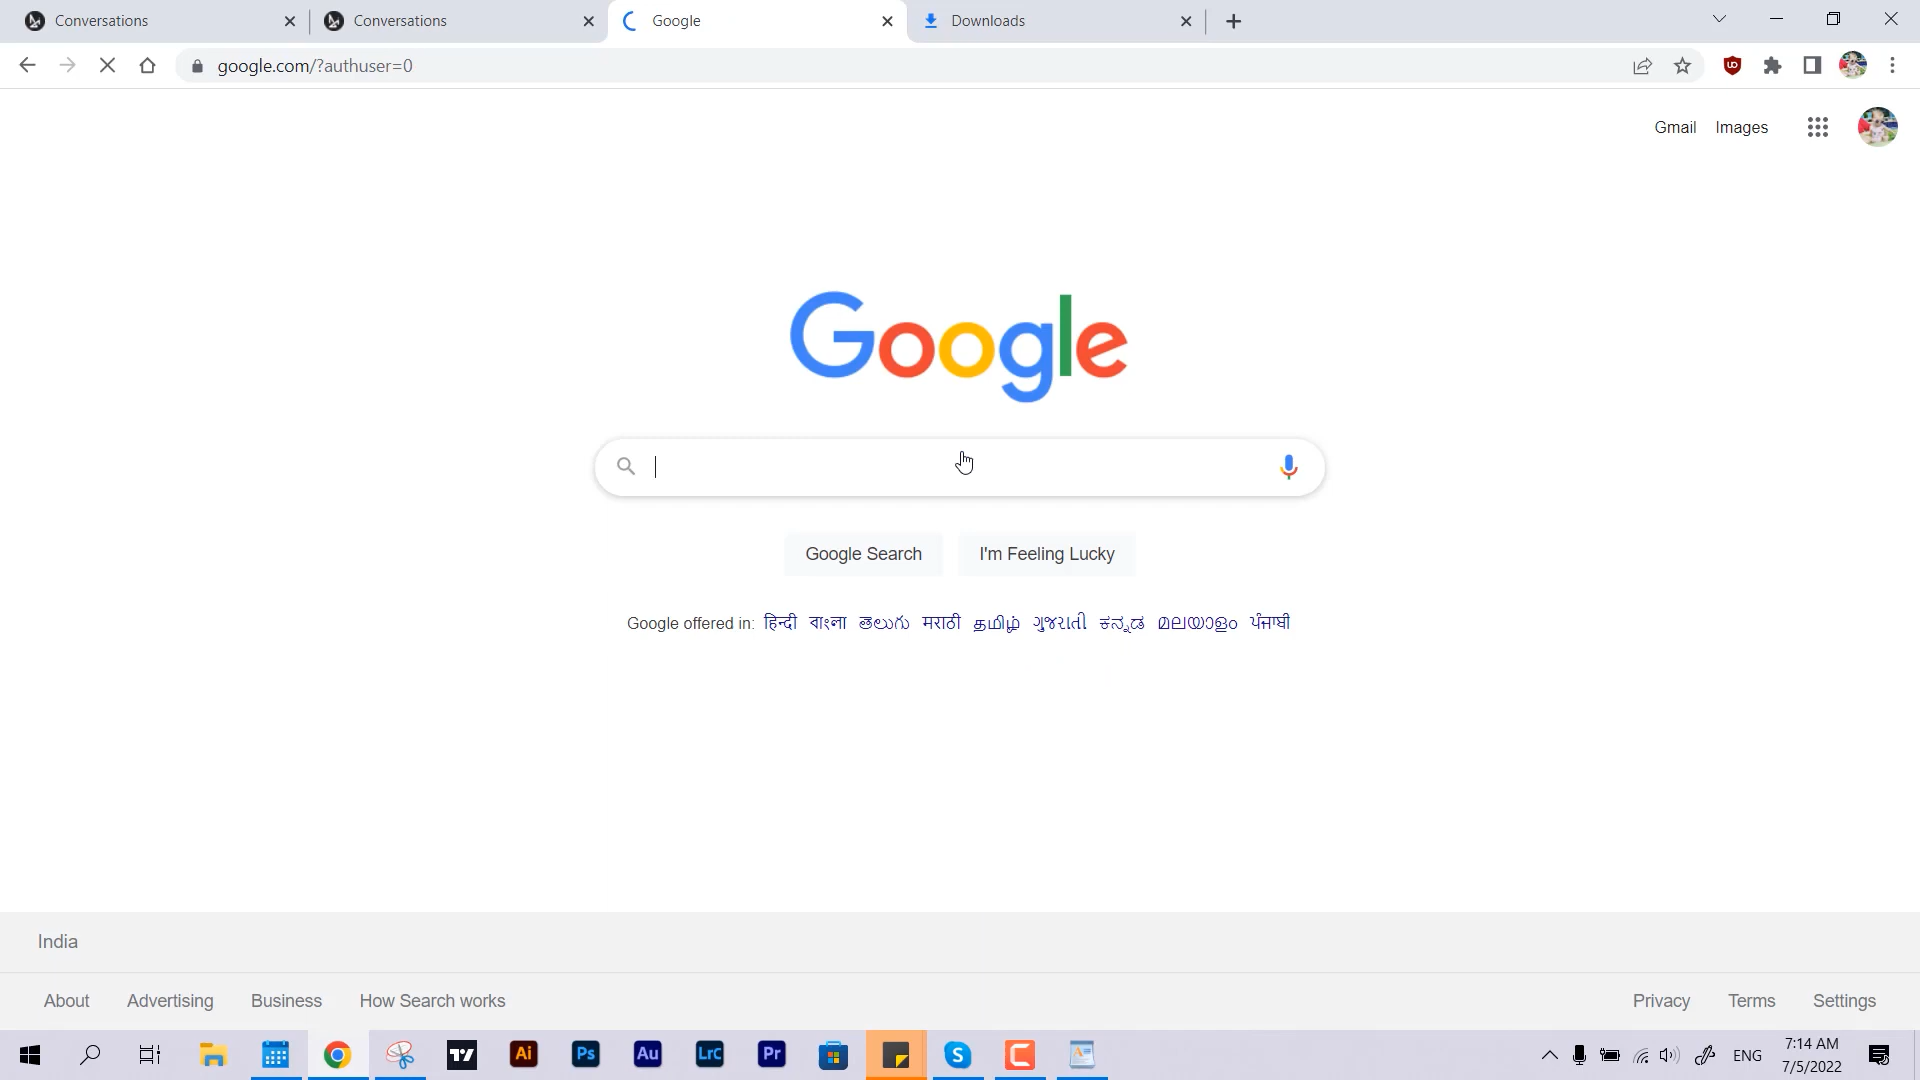 Conversations
Conversations
Google
Downloads
google.com/?authuser=0
Gmail Images
Google
Google Search I'm Feeling Lucky
Google offered in: हिन्दी বাংলা తెలుగు मराठी தமிழ் ગુજરાતી ಕನ್ನಡ മലയാളം ਪੰਜਾਬੀ
India
About Advertising Business How Search works
Privacy Terms Settings
Ai
Ps
Au
LrC
Pr
S
ENG
7:14 AM
7/5/2022